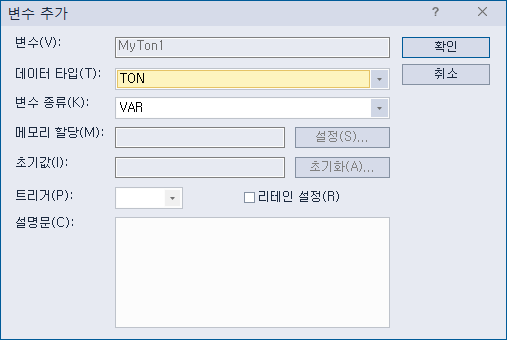 변수 추가 ?
변수(V): MyTon1 확인
데이터 타입(T): TON 취소
변수 종류(K): VAR
메모리 할당(M): 설정(S)...
초기값(I): 초기화(A)...
트리거(P): 리테인 설정(R)
설명문(C):